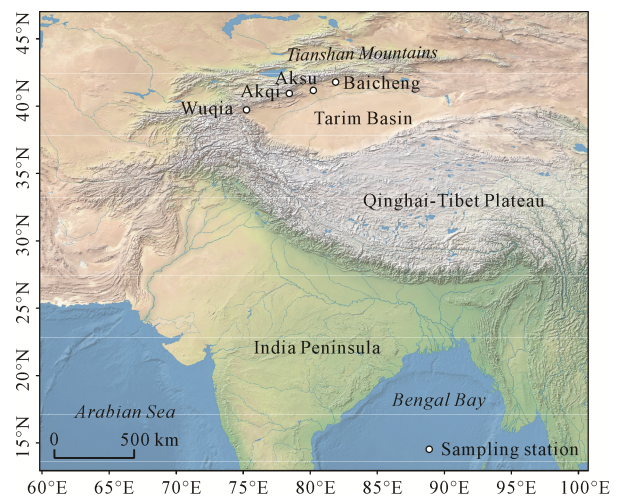 45°N
40°N
35°N
30°N
25°N
20°N
15°N
Tianshan Mountains
Aksu
Baicheng
Akqi
Wuqia
Tarim Basin
Qinghai-Tibet Plateau
India Peninsula
Arabian Sea
Bengal Bay
0 500 km
Sampling station
60°E 65°E 70°E 75°E 80°E 85°E 90°E 95°E 100°E